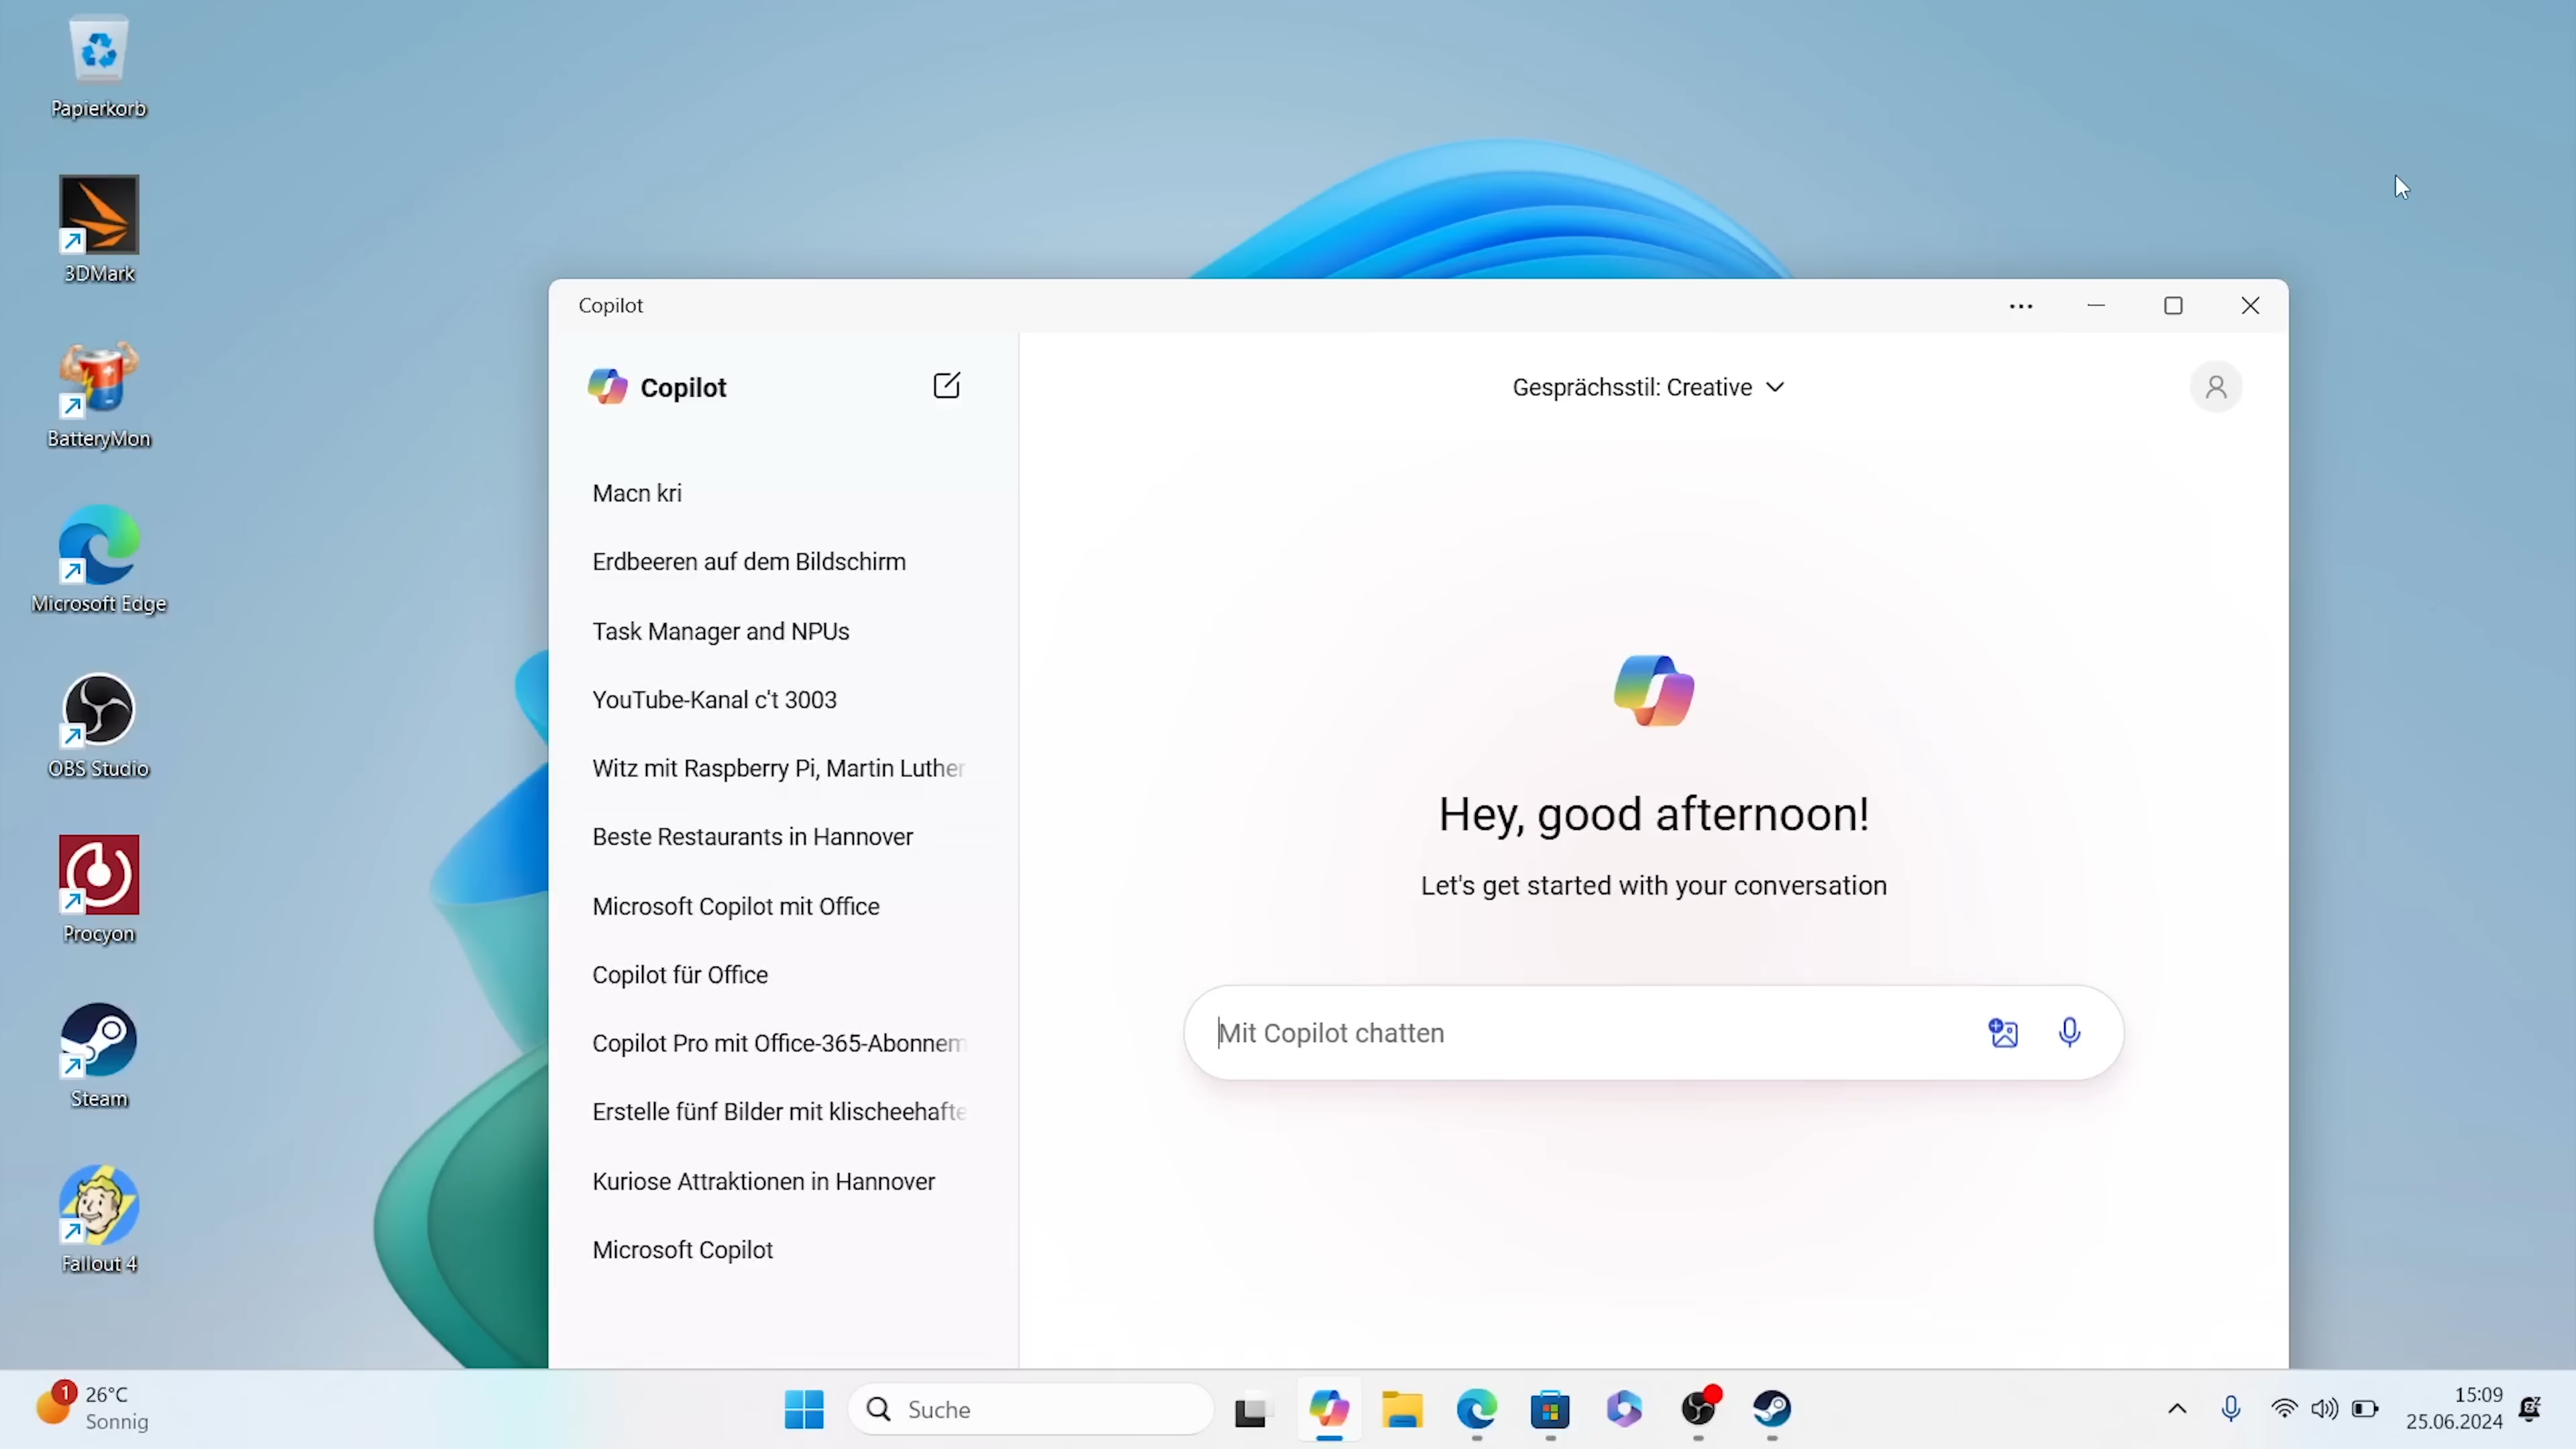 Papierkorb
3DMark
BatteryMon
Microsoft Edge
OBS Studio
Procyon
Steam
Fallout 4
Copilot
Copilot
Macn kri
Erdbeeren auf dem Bildschirm
Task Manager and NPUs
YouTube-Kanal c't 3003
Witz mit Raspberry Pi, Martin Luther
Beste Restaurants in Hannover
Microsoft Copilot mit Office
Copilot für Office
Copilot Pro mit Office-365-Abonnem
Erstelle fünf Bilder mit klischeehafte
Kuriose Attraktionen in Hannover
Microsoft Copilot
Gesprächsstil: Creative
Hey, good afternoon!
Let's get started with your conversation
Mit Copilot chatten
1
26°C
Sonnig
Suche
15:09
25.06.2024